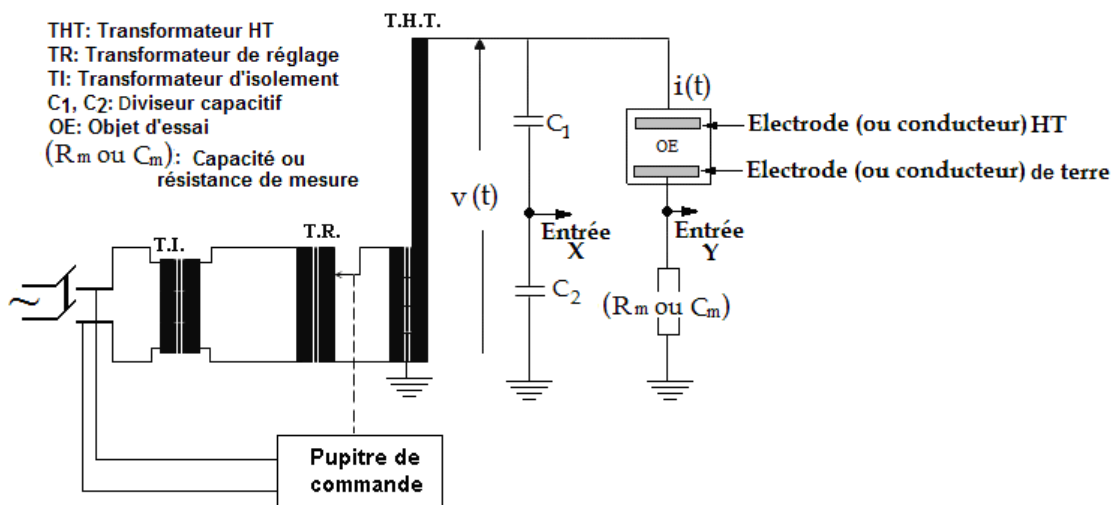 THT: Transformateur HT
TR: Transformateur de réglage
TI: Transformateur d'isolement
C1, C2: Diviseur capacitif
OE: Objet d'essai
(Rm ou Cm): Capacité ou
résistance de mesure
T.H.T.
T.I.
T.R.
v(t)
C1
C2
Entrée
X
i(t)
OE
Electrode (ou conducteur) HT
Electrode (ou conducteur) de terre
Entrée
Y
(Rm ou Cm)
~
Pupitre de
commande